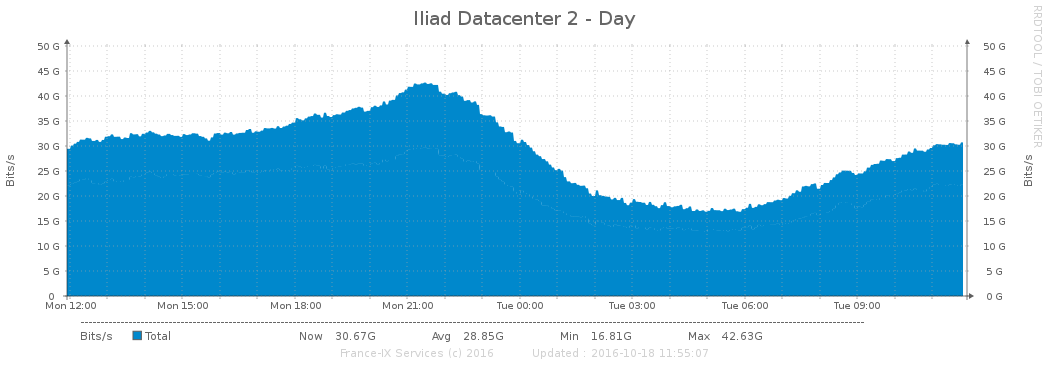 Iliad Datacenter 2 - Day
RRDTOOL / TOBI OETIKER
Bits/s
Bits/s
50 G 50 G
45 G 45 G
40 G 40 G
35 G 35 G
30 G 30 G
25 G 25 G
20 G 20 G
15 G 15 G
10 G 10 G
5 G 5 G
0 0 G
Mon 12:00 Mon 15:00 Mon 18:00 Mon 21:00 Tue 00:00 Tue 03:00 Tue 06:00 Tue 09:00
Bits/s Total Now 30.67G Avg 28.85G Min 16.81G Max 42.63G
France-IX Services (c) 2016 Updated : 2016-10-18 11:55:07